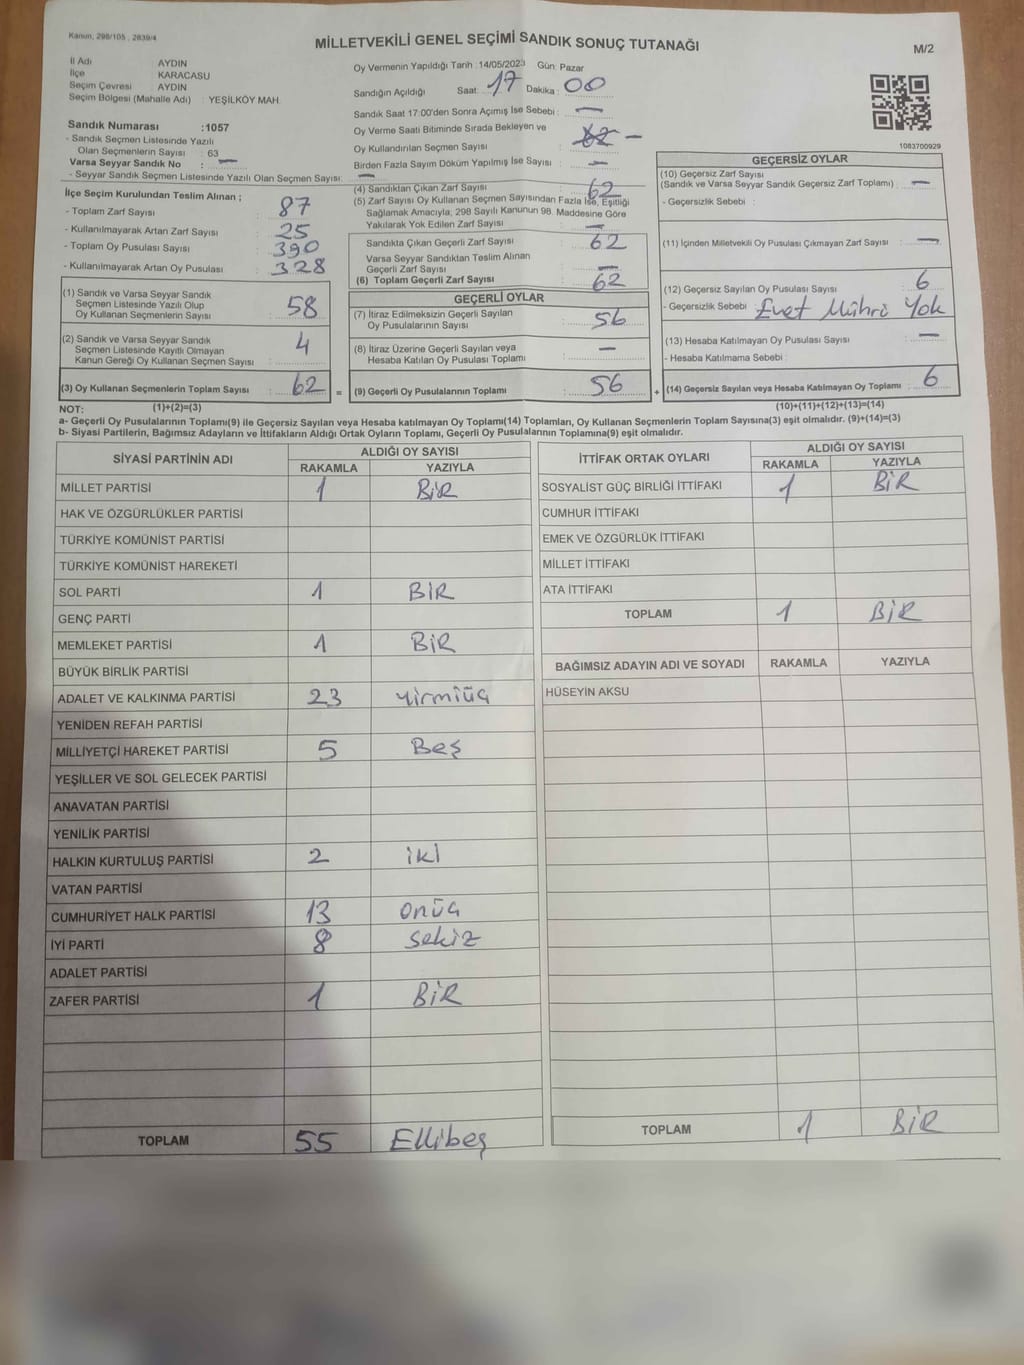 Kanun, 298/105, 2839/4
MİLLETVEKİLİ GENEL SEÇİMİ SANDIK SONUÇ TUTANAĞI
M/2
İl Adı AYDIN
İlçe KARACASU
Seçim Çevresi AYDIN
Seçim Bölgesi (Mahalle Adı) : YEŞİLKÖY MAH.
Sandık Numarası :1057
- Sandık Seçmen Listesinde Yazılı
Olan Seçmenlerin Sayısı : 63
Varsa Seyyar Sandık No : —
- Seyyar Sandık Seçmen Listesinde Yazılı Olan Seçmen Sayısı: —
İlçe Seçim Kurulundan Teslim Alınan ;
- Toplam Zarf Sayısı : 87
- Kullanılmayarak Artan Zarf Sayısı : 25
- Toplam Oy Pusulası Sayısı : 390
- Kullanılmayarak Artan Oy Pusulası : 328
(1) Sandık ve Varsa Seyyar Sandık
Seçmen Listesinde Yazılı Olup
Oy Kullanan Seçmenlerin Sayısı : 58
(2) Sandık ve Varsa Seyyar Sandık
Seçmen Listesinde Kayıtlı Olmayan
Kanun Gereği Oy Kullanan Seçmen Sayısı : 4
(3) Oy Kullanan Seçmenlerin Toplam Sayısı : 62 =
Oy Vermenin Yapıldığı Tarih :14/05/2023 Gün: Pazar
Sandığın Açıldığı Saat: 17 Dakika : 00
Sandık Saat 17:00'den Sonra Açımış İse Sebebi : —
Oy Verme Saati Bitiminde Sırada Bekleyen ve
Oy Kullandırılan Seçmen Sayısı : —
Birden Fazla Sayım Döküm Yapılmış İse Sayısı : —
(4) Sandıktan Çıkan Zarf Sayısı : 62
(5) Zarf Sayısı Oy Kullanan Seçmen Sayısından Fazla İse, Eşitliği
Sağlamak Amacıyla, 298 Sayılı Kanunun 98. Maddesine Göre
Yakılarak Yok Edilen Zarf Sayısı : —
Sandıkta Çıkan Geçerli Zarf Sayısı : 62
Varsa Seyyar Sandıktan Teslim Alınan
Geçerli Zarf Sayısı : —
(6) Toplam Geçerli Zarf Sayısı : 62
GEÇERLİ OYLAR
(7) İtiraz Edilmeksizin Geçerli Sayılan
Oy Pusulalarının Sayısı : 56
(8) İtiraz Üzerine Geçerli Sayılan veya
Hesaba Katılan Oy Pusulası Toplamı : —
(9) Geçerli Oy Pusulalarının Toplamı : 56 +
1083700929
GEÇERSİZ OYLAR
(10) Geçersiz Zarf Sayısı
(Sandık ve Varsa Seyyar Sandık Geçersiz Zarf Toplamı) : —
- Geçersizlik Sebebi :
(11) İçinden Milletvekili Oy Pusulası Çıkmayan Zarf Sayısı : —
(12) Geçersiz Sayılan Oy Pusulası Sayısı : 6
- Geçersizlik Sebebi : Evet Mührü Yok
(13) Hesaba Katılmayan Oy Pusulası Sayısı : —
- Hesaba Katılmama Sebebi :
(14) Geçersiz Sayılan veya Hesaba Katılmayan Oy Toplamı : 6
NOT: (1)+(2)=(3)
(10)+(11)+(12)+(13)=(14)
a- Geçerli Oy Pusulalarının Toplamı(9) ile Geçersiz Sayılan veya Hesaba katılmayan Oy Toplamı(14) Toplamları, Oy Kullanan Seçmenlerin Toplam Sayısına(3) eşit olmalıdır. (9)+(14)=(3)
b- Siyasi Partilerin, Bağımsız Adayların ve İttifakların Aldığı Ortak Oyların Toplamı, Geçerli Oy Pusulalarının Toplamına(9) eşit olmalıdır.
SİYASİ PARTİNİN ADI
ALDIĞI OY SAYISI
RAKAMLA YAZIYLA
MİLLET PARTİSİ 1 BİR
HAK VE ÖZGÜRLÜKLER PARTİSİ
TÜRKİYE KOMÜNİST PARTİSİ
TÜRKİYE KOMÜNİST HAREKETİ
SOL PARTİ 1 BİR
GENÇ PARTİ
MEMLEKET PARTİSİ 1 BİR
BÜYÜK BİRLİK PARTİSİ
ADALET VE KALKINMA PARTİSİ 23 Yirmiüç
YENİDEN REFAH PARTİSİ
MİLLİYETÇİ HAREKET PARTİSİ 5 Beş
YEŞİLLER VE SOL GELECEK PARTİSİ
ANAVATAN PARTİSİ
YENİLİK PARTİSİ
HALKIN KURTULUŞ PARTİSİ 2 iki
VATAN PARTİSİ
CUMHURİYET HALK PARTİSİ 13 Onüç
İYİ PARTİ 8 Sekiz
ADALET PARTİSİ
ZAFER PARTİSİ 1 BİR
TOPLAM 55 Ellibeş
İTTİFAK ORTAK OYLARI
ALDIĞI OY SAYISI
RAKAMLA YAZIYLA
SOSYALİST GÜÇ BİRLİĞİ İTTİFAKI 1 BİR
CUMHUR İTTİFAKI
EMEK VE ÖZGÜRLÜK İTTİFAKI
MİLLET İTTİFAKI
ATA İTTİFAKI
TOPLAM 1 BİR
BAĞIMSIZ ADAYIN ADI VE SOYADI RAKAMLA YAZIYLA
HÜSEYİN AKSU
TOPLAM 1 BİR